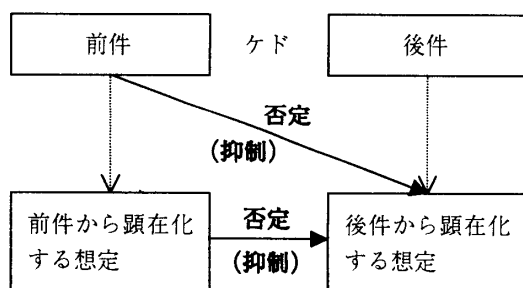 前件 ケド 後件
否定
(抑制)
前件から顕在化
する想定
否定
(抑制)
後件から顕在化
する想定